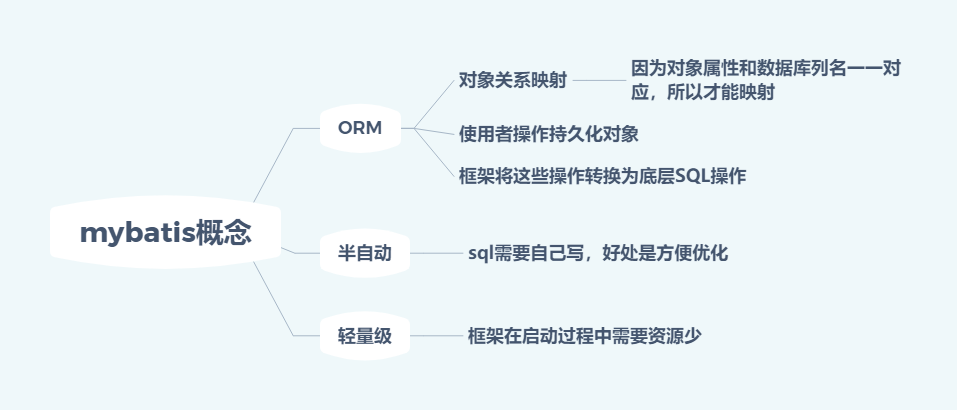 mybatis概念
ORM
对象关系映射
因为对象属性和数据库列名一一对
应，所以才能映射
使用者操作持久化对象
框架将这些操作转换为底层SQL操作
半自动
sql需要自己写，好处是方便优化
轻量级
框架在启动过程中需要资源少